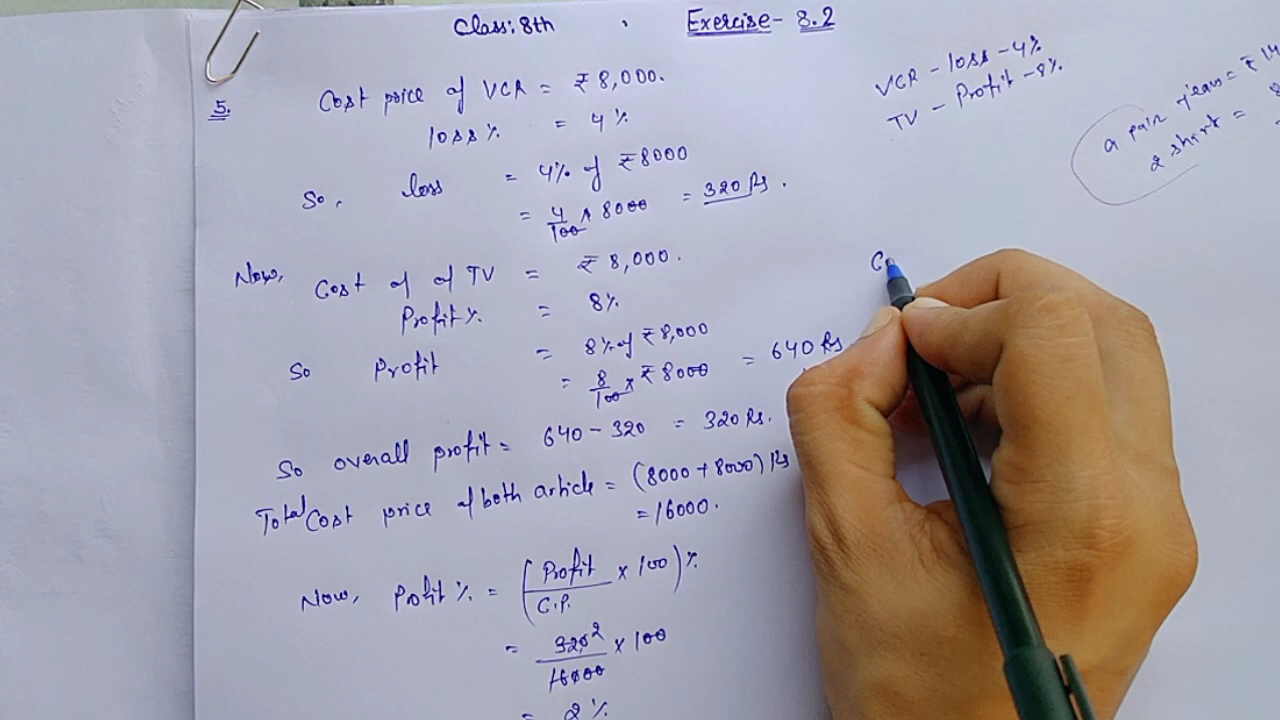 Class: 8th , Exercise - 8.2
5. Cost price of VCR = ₹ 8,000.
loss % = 4 %
So, loss = 4% of ₹ 8000
= 4/100 × 8000 = 320 Rs.
Now, Cost of of TV = ₹ 8,000.
Profit % = 8%
So Profit = 8% of ₹ 8,000
= 8/100 × ₹ 8000 = 640 Rs
So overall profit = 640 - 320 = 320 Rs.
Total Cost price of both article = (8000 + 8000) Rs
= 16000.
Now, Profit % = (Profit/C.P. × 100) %
= 320 2/16000 × 100
= 2 %
VCR - loss - 4%
TV - Profit - 8%
a pair jeans = ₹ 14
2 shirt = 8
C